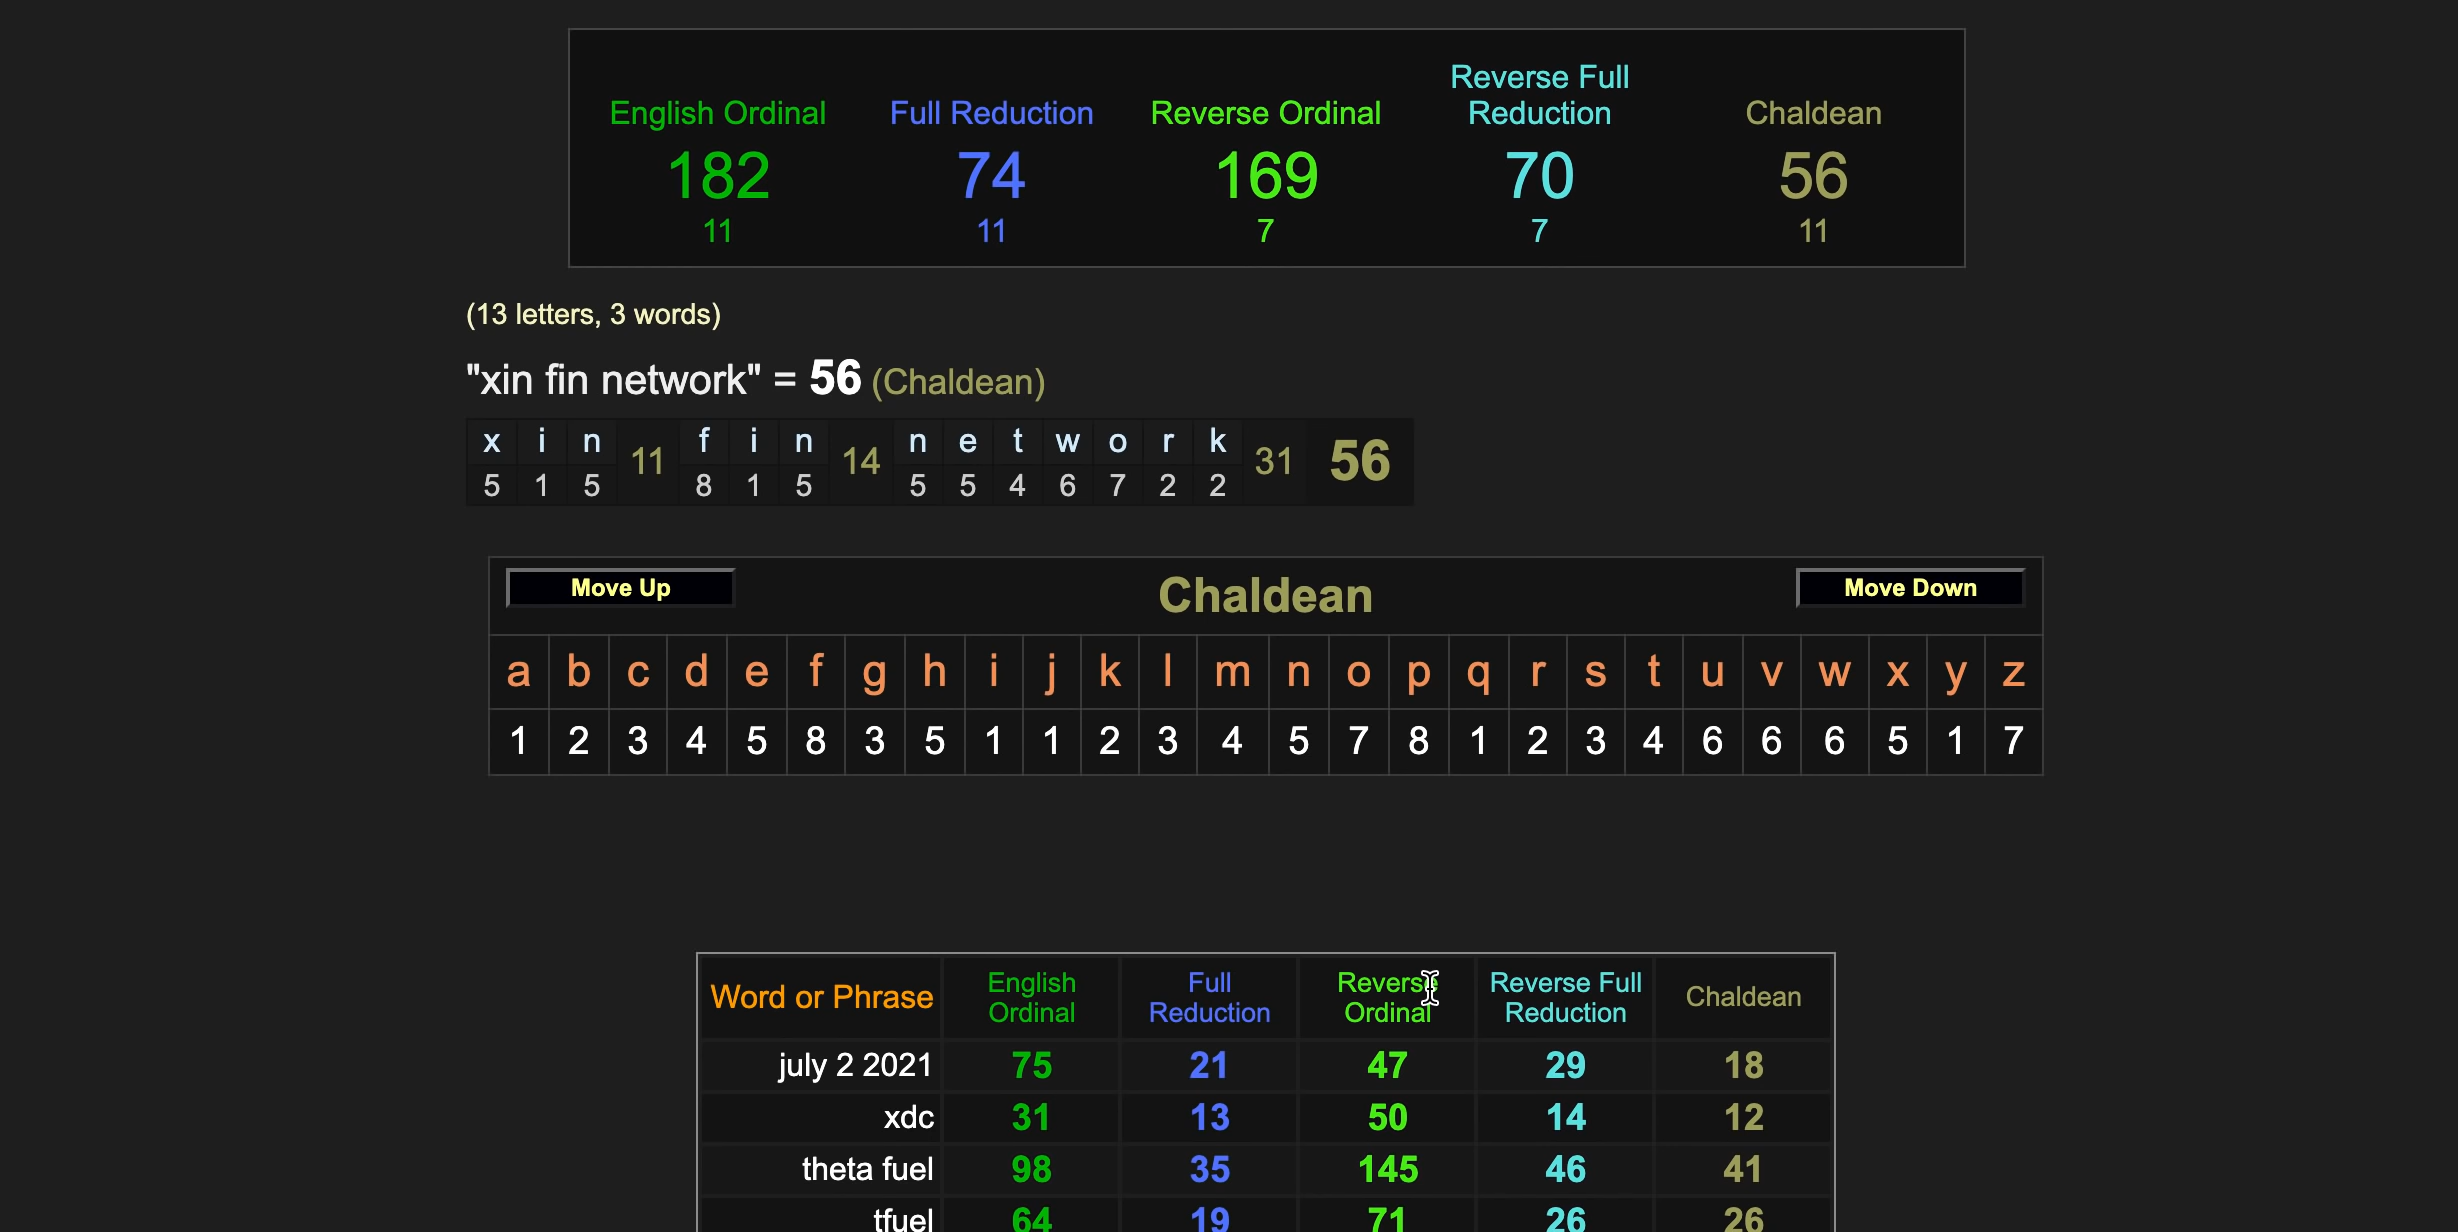 English Ordinal Full Reduction Reverse Ordinal Reverse Full Reduction Chaldean
182 74 169 70 56
11 11 7 7 11
(13 letters, 3 words)
"xin fin network" = 56 (Chaldean)
x i n 11 f i n 14 n e t w o r k 31 56
5 1 5 8 1 5 5 5 4 6 7 2 2
Move Up Chaldean Move Down
a b c d e f g h i j k l m n o p q r s t u v w x y z
1 2 3 4 5 8 3 5 1 1 2 3 4 5 7 8 1 2 3 4 6 6 6 5 1 7
Word or Phrase English Ordinal Full Reduction Reverse Ordinal Reverse Full Reduction Chaldean
july 2 2021 75 21 47 29 18
xdc 31 13 50 14 12
theta fuel 98 35 145 46 41
tfuel 64 19 71 26 26